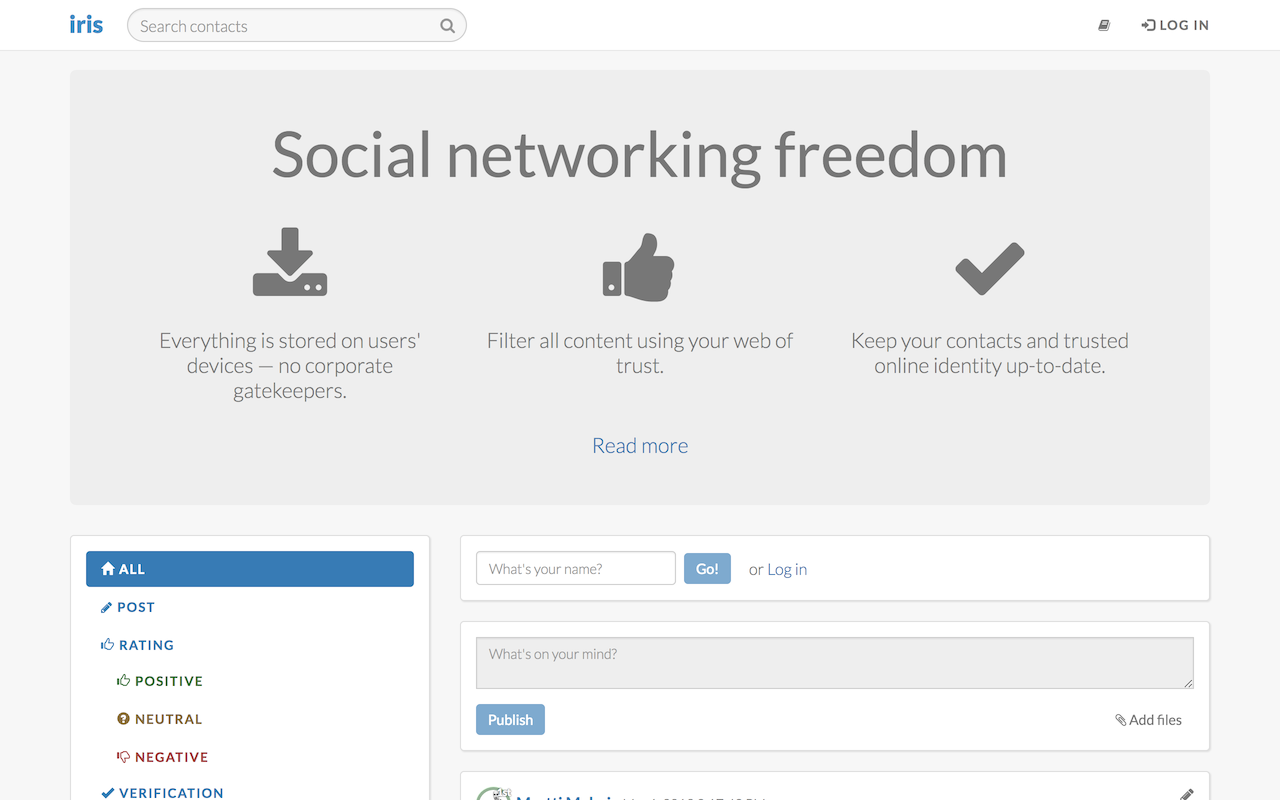 iris
Search contacts
LOG IN
Social networking freedom
Everything is stored on users'
devices — no corporate
gatekeepers.
Filter all content using your web of
trust.
Keep your contacts and trusted
online identity up-to-date.
Read more
ALL
POST
RATING
POSITIVE
NEUTRAL
NEGATIVE
VERIFICATION
What's your name?
Go!
or Log in
What's on your mind?
Publish
Add files